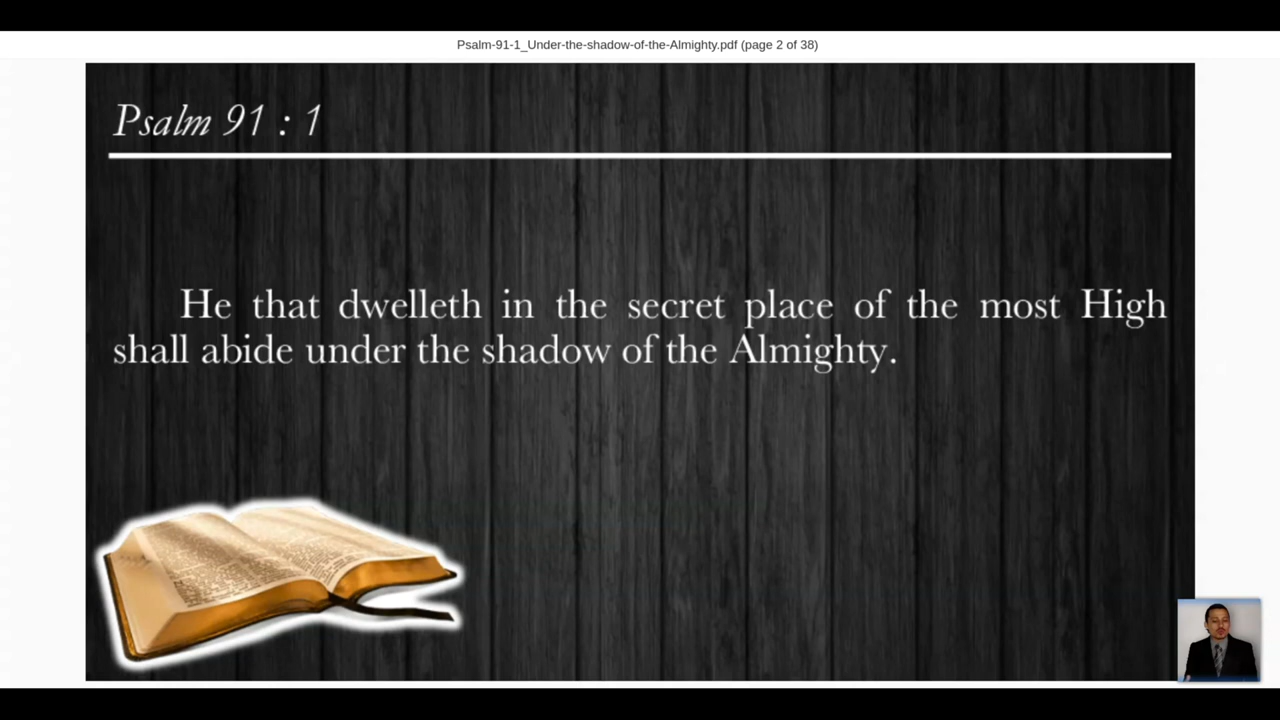 Psalm-91-1_Under-the-shadow-of-the-Almighty.pdf (page 2 of 38)
Psalm 91 : 1
He that dwelleth in the secret place of the most High
shall abide under the shadow of the Almighty.